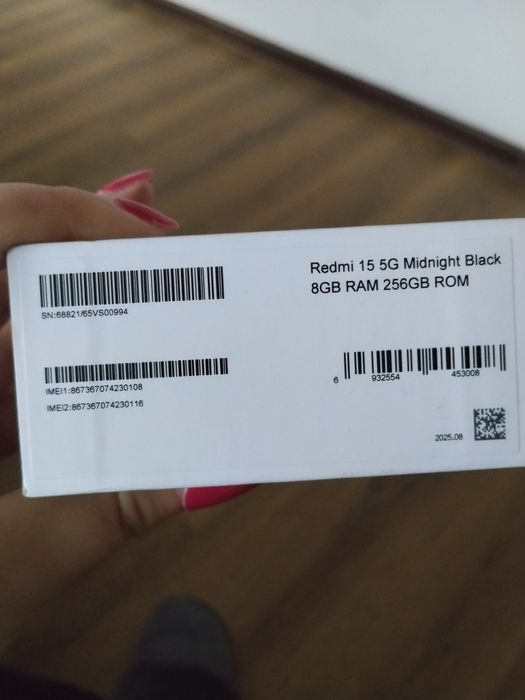 Redmi 15 5G Midnight Black
8GB RAM 256GB ROM
SN:68821/65VS00994
IMEI1:867367074230108
IMEI2:867367074230116
6 932554 453008
2025.08